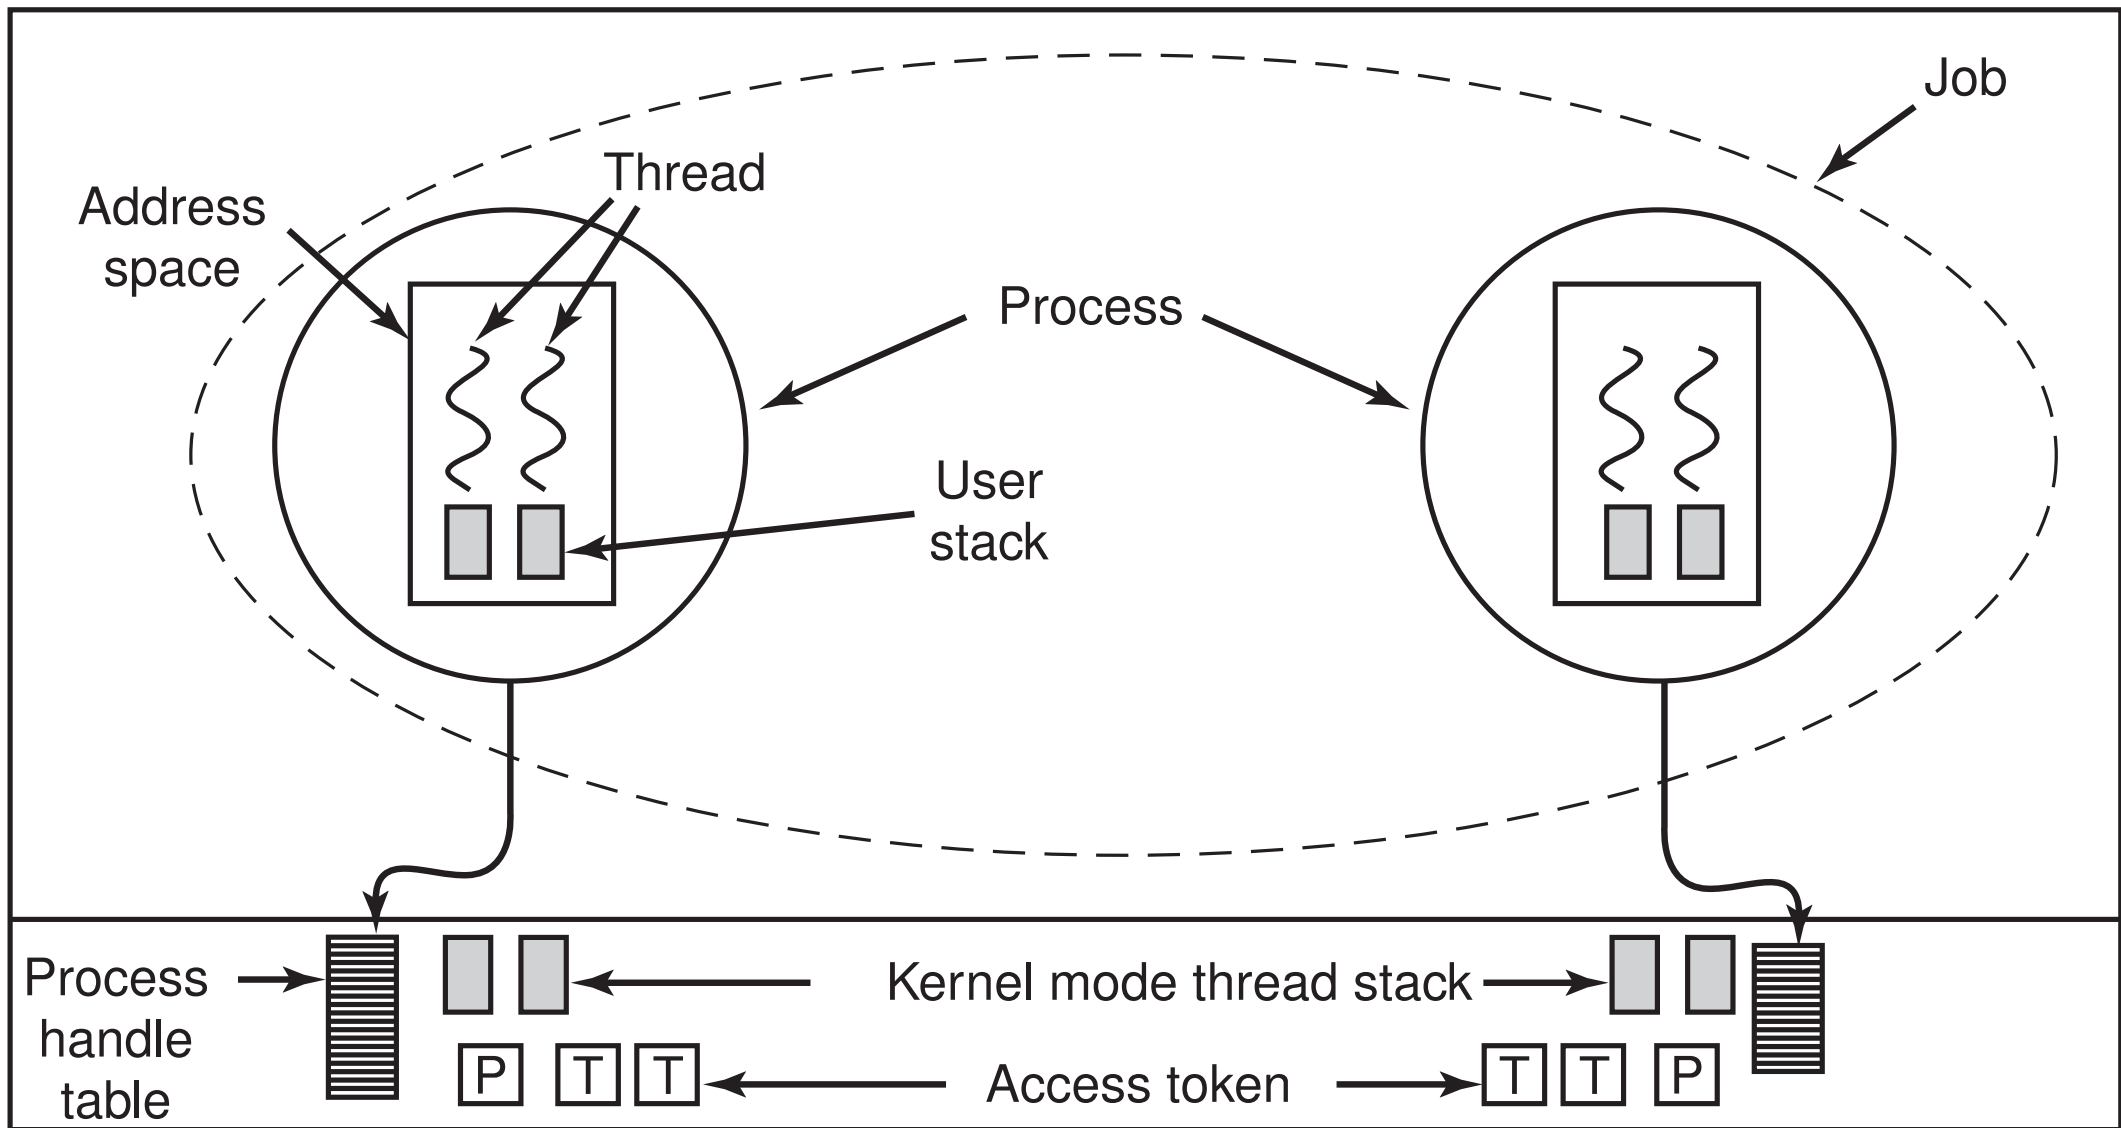 Job
Thread
Address
space
Process
User
stack
Process
handle
table
Kernel mode thread stack
P T T
Access token
T T P